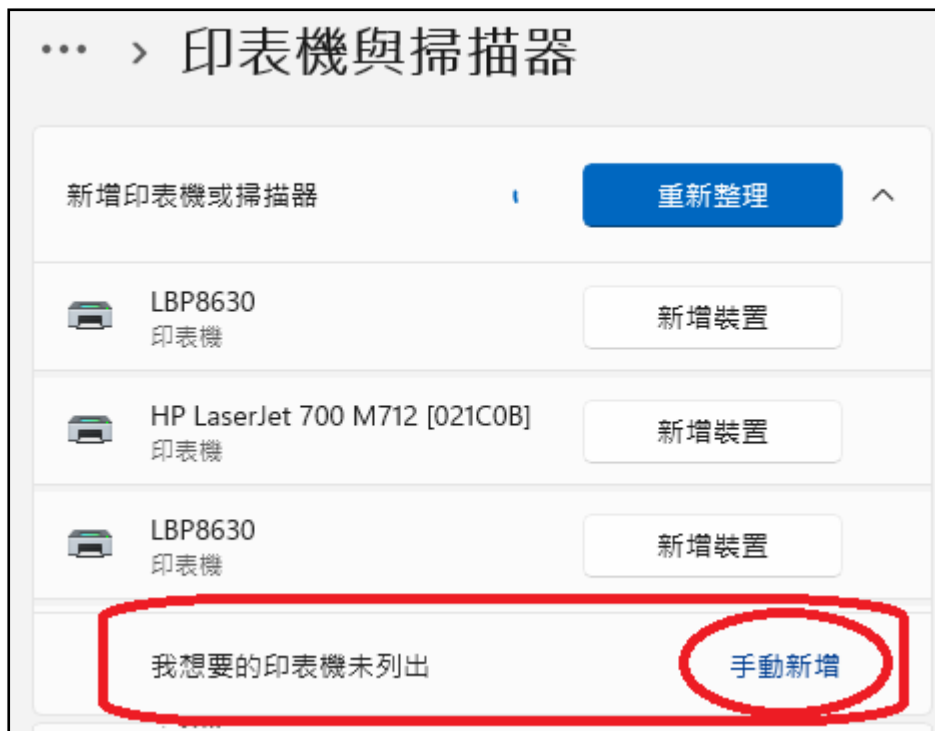 ··· > 印表機與掃描器
新增印表機或掃描器 重新整理
LBP8630 新增裝置
印表機
HP LaserJet 700 M712 [021C0B] 新增裝置
印表機
LBP8630 新增裝置
印表機
我想要的印表機未列出 手動新增